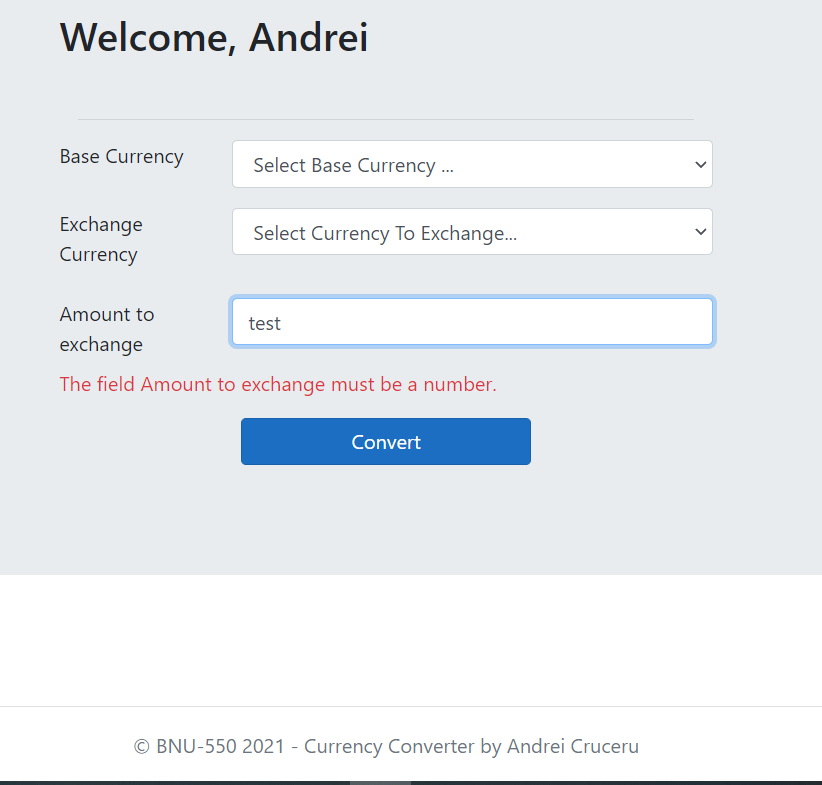 Welcome, Andrei
Base Currency
Select Base Currency ...
Exchange
Currency
Select Currency To Exchange...
Amount to
exchange
test
The field Amount to exchange must be a number.
Convert
© BNU-550 2021 - Currency Converter by Andrei Cruceru